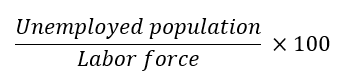 Unemployed population
Labor force
× 100